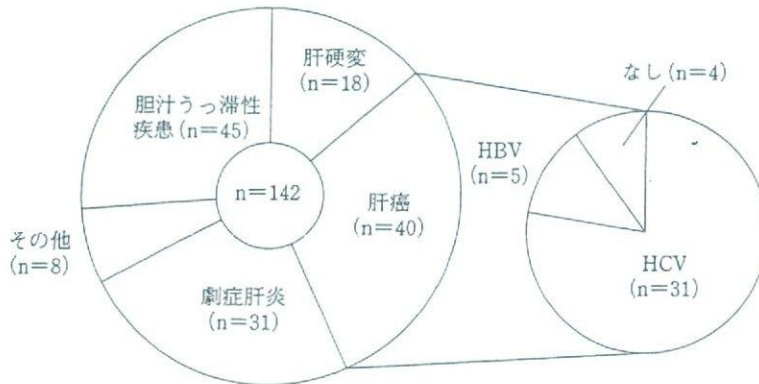 肝硬変
(n=18)
胆汁うっ滞性
疾患(n=45)
n=142
肝癌
(n=40)
その他
(n=8)
劇症肝炎
(n=31)
なし(n=4)
HBV
(n=5)
HCV
(n=31)